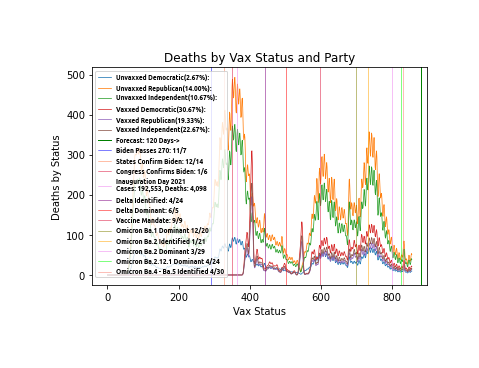 Deaths by Vax Status and Party
500
400
300
200
100
0
Deaths by Status
Unvaxxed Democratic(2.67%):
Unvaxxed Republican(14.00%):
Unvaxxed Independent(10.67%):
Vaxxed Democratic(30.67%):
Vaxxed Republican(19.33%):
Vaxxed Independent(22.67%):
Forecast: 120 Days->
Biden Passes 270: 11/7
States Confirm Biden: 12/14
Congress Confirms Biden: 1/6
Inauguration Day 2021
Cases: 192,553, Deaths: 4,098
Delta Identified: 4/24
Delta Dominant: 6/5
Vaccine Mandate: 9/9
Omicron Ba.1 Dominant 12/20
Omicron Ba.2 Identified 1/21
Omicron Ba.2 Dominant 3/29
Omicron Ba.2.12.1 Dominant 4/24
Omicron Ba.4 - Ba.5 Identified 4/30
0 200 400 600 800
Vax Status